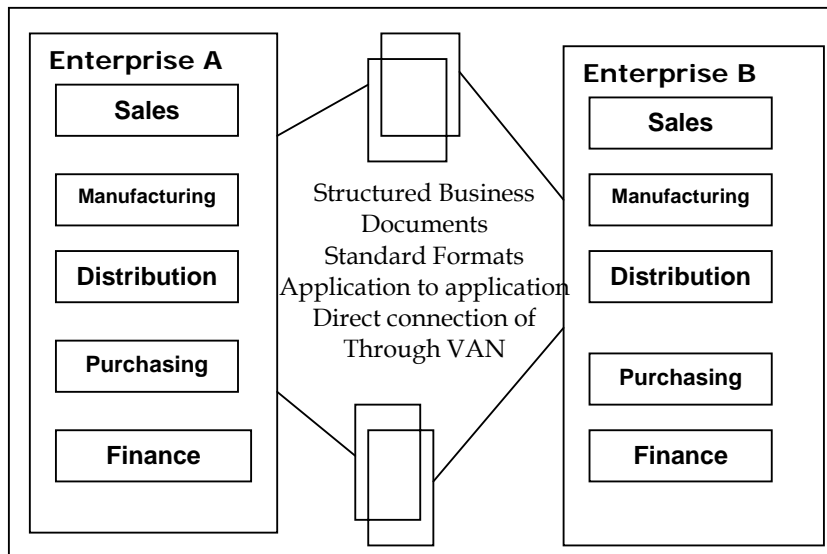 Enterprise A
Sales
Manufacturing
Distribution
Purchasing
Finance
Structured Business
Documents
Standard Formats
Application to application
Direct connection of
Through VAN
Enterprise B
Sales
Manufacturing
Distribution
Purchasing
Finance